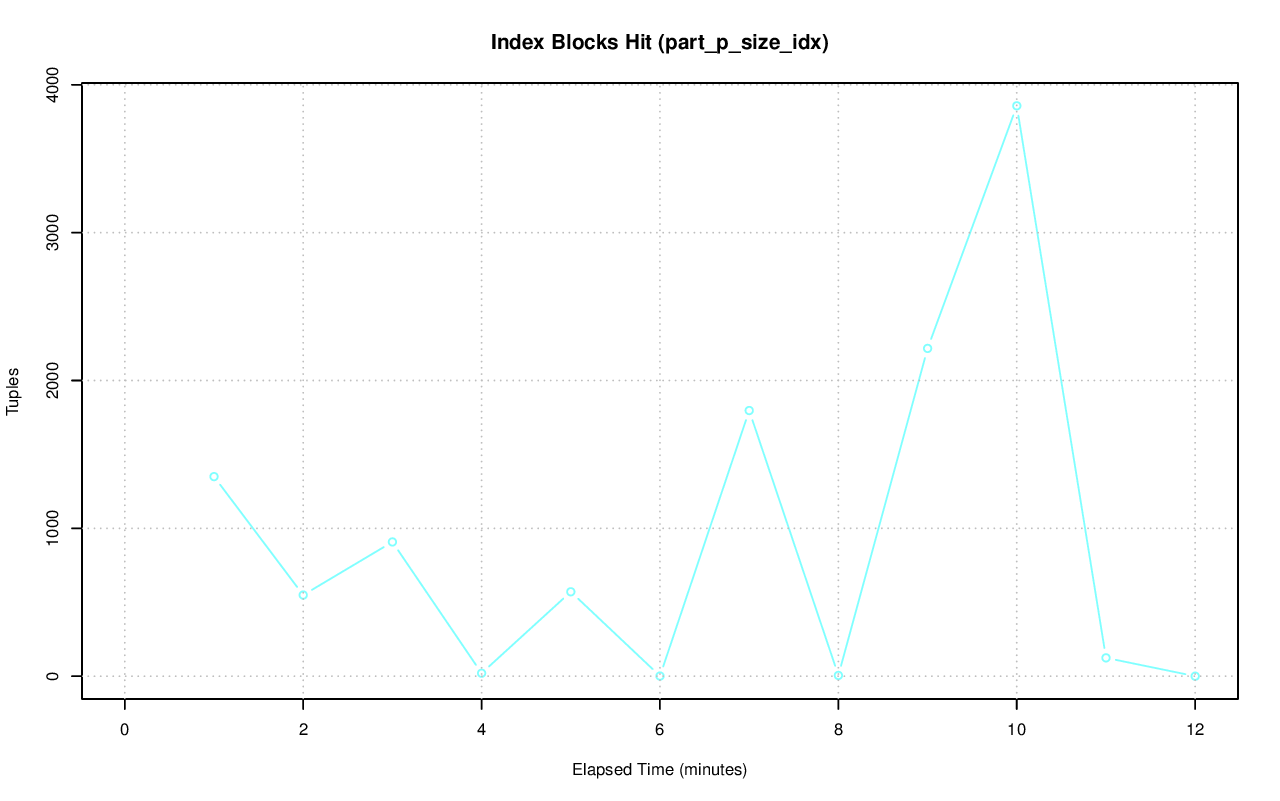 Index Blocks Hit (part_p_size_idx)
4000
3000
2000
1000
0
Tuples
0 2 4 6 8 10 12
Elapsed Time (minutes)